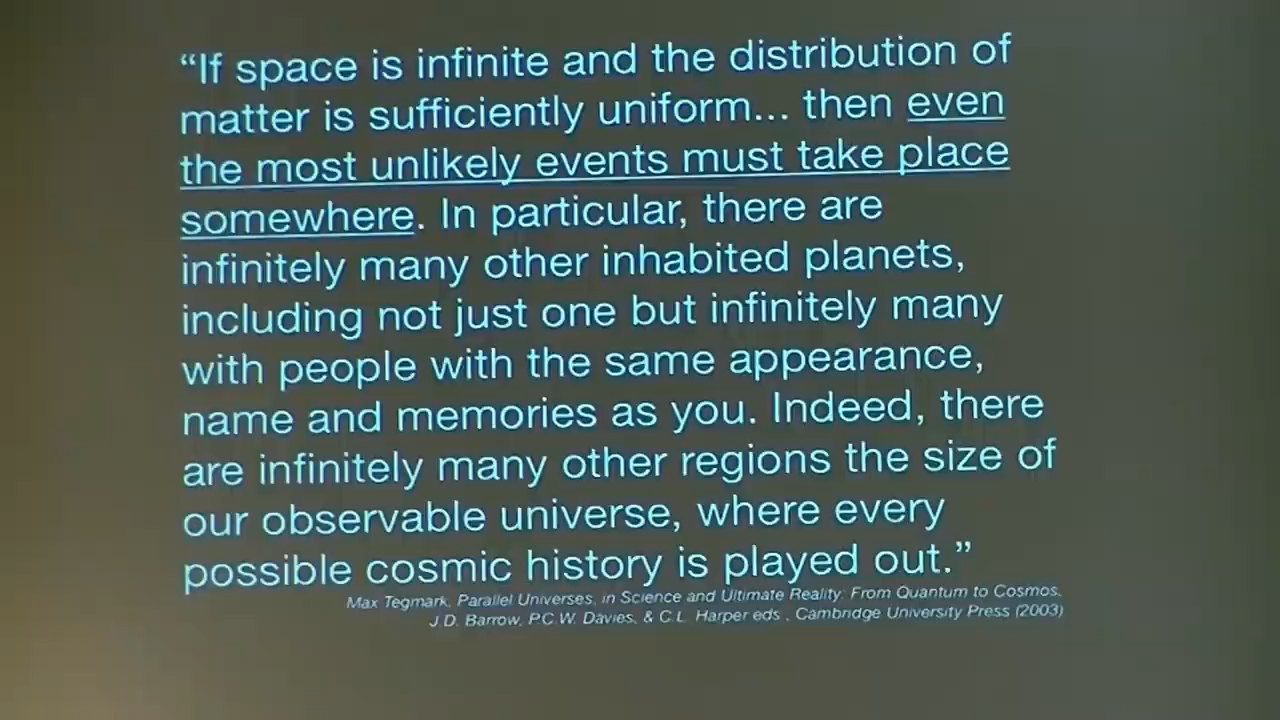 “If space is infinite and the distribution of
matter is sufficiently uniform... then even
the most unlikely events must take place
somewhere. In particular, there are
infinitely many other inhabited planets,
including not just one but infinitely many
with people with the same appearance,
name and memories as you. Indeed, there
are infinitely many other regions the size of
our observable universe, where every
possible cosmic history is played out.”
Max Tegmark, Parallel Universes, in Science and Ultimate Reality: From Quantum to Cosmos,
J.D. Barrow, P.C.W. Davies, & C.L. Harper eds., Cambridge University Press (2003)